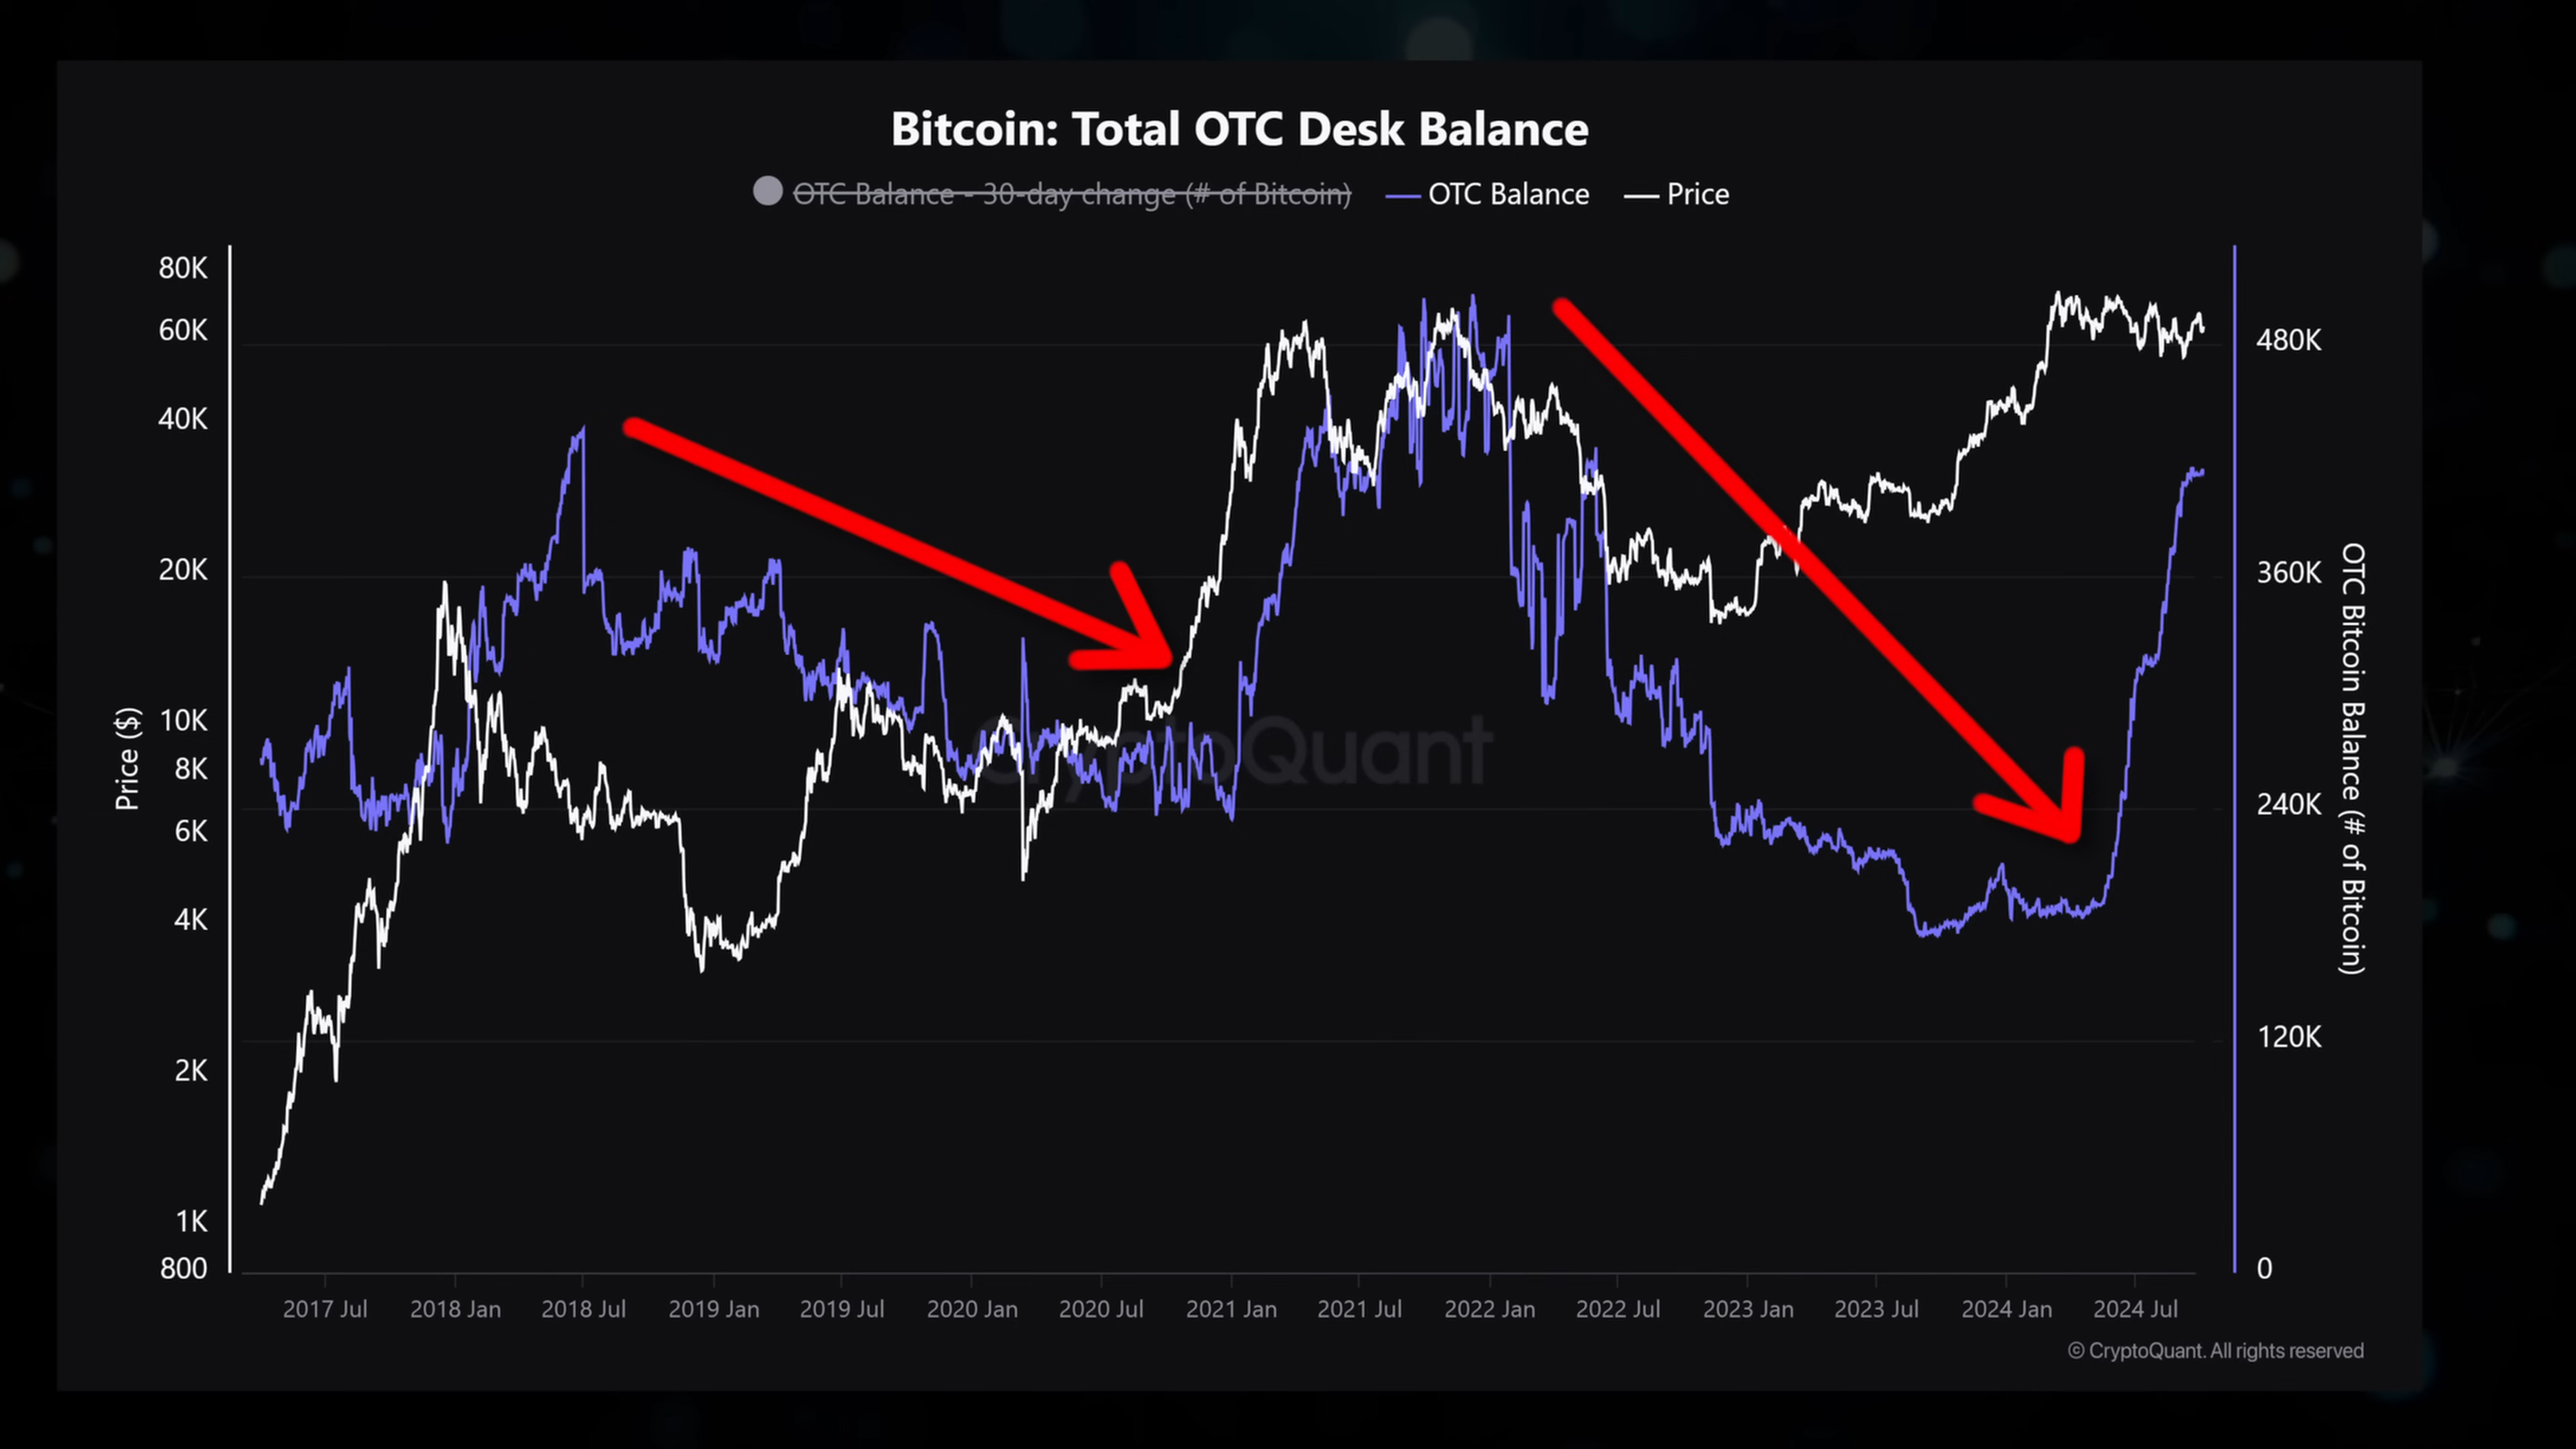 Bitcoin: Total OTC Desk Balance
OTC Balance - 30-day change (# of Bitcoin) OTC Balance Price
80K
60K
40K
20K
10K
8K
6K
4K
2K
1K
800
Price ($)
CryptoQuant
480K
360K
240K
120K
0
OTC Bitcoin Balance (# of Bitcoin)
2017 Jul 2018 Jan 2018 Jul 2019 Jan 2019 Jul 2020 Jan 2020 Jul 2021 Jan 2021 Jul 2022 Jan 2022 Jul 2023 Jan 2023 Jul 2024 Jan 2024 Jul
© CryptoQuant. All rights reserved